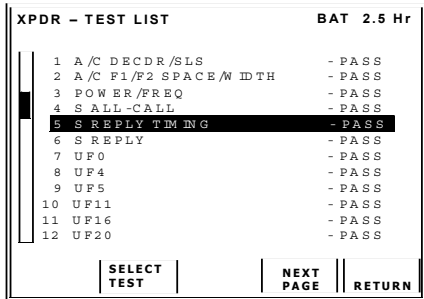 XPDR – TEST LIST BAT 2.5 Hr
1 A/C DECDR/SLS - PASS
2 A/C F1/F2 SPACE/WIDTH - PASS
3 POWER/FREQ - PASS
4 S ALL-CALL - PASS
5 S REPLY TIMING - PASS
6 S REPLY - PASS
7 UF0 - PASS
8 UF4 - PASS
9 UF5 - PASS
10 UF11 - PASS
11 UF16 - PASS
12 UF20 - PASS
SELECT TEST
NEXT PAGE
RETURN